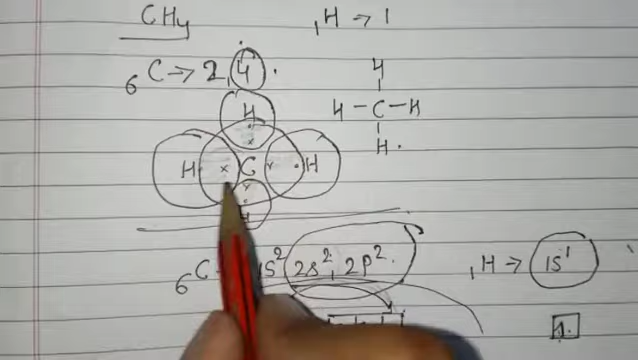 CH4
₁H → 1
₆C → 2,4.
H
H C H
H
H – C – H
H.
₆C → 1s² 2s², 2p².
₁H → 1s¹
1.